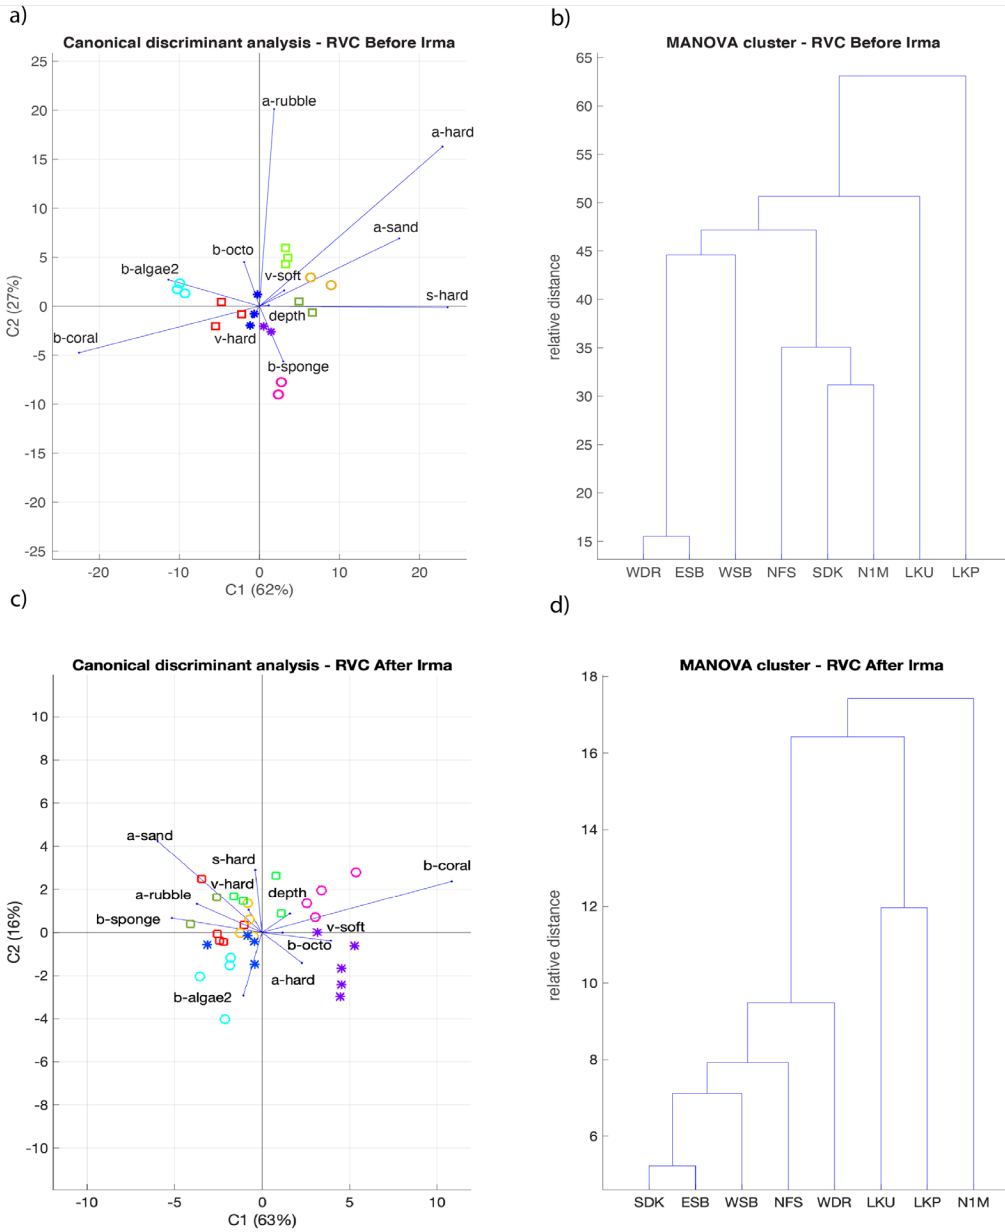 a)
Canonical discriminant analysis - RVC Before Irma
25
20
15
10
5
0
-5
-10
-15
-20
-25
C2 (27%)
a-rubble
a-hard
a-sand
b-octo
b-algae2
v-soft
s-hard
depth
b-coral
v-hard
b-sponge
-20 -10 0 10 20
C1 (62%)
b)
MANOVA cluster - RVC Before Irma
65
60
55
50
45
40
35
30
25
20
15
relative distance
WDR ESB WSB NFS SDK N1M LKU LKP
c)
Canonical discriminant analysis - RVC After Irma
10
8
6
4
2
0
-2
-4
-6
-8
-10
C2 (16%)
a-sand
s-hard
b-coral
v-hard
a-rubble
depth
b-sponge
v-soft
b-octo
a-hard
b-algae2
-10 -5 0 5 10
C1 (63%)
d)
MANOVA cluster - RVC After Irma
18
16
14
12
10
8
6
relative distance
SDK ESB WSB NFS WDR LKU LKP N1M